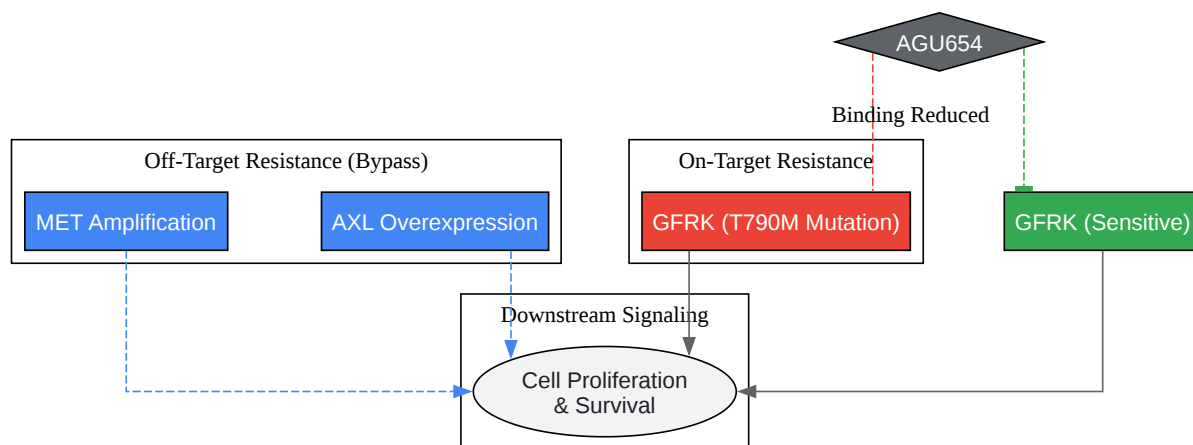 AGU654
Binding Reduced
Off-Target Resistance (Bypass)
On-Target Resistance
MET Amplification
AXL Overexpression
GFRK (T790M Mutation)
GFRK (Sensitive)
Downstream Signaling
Cell Proliferation
& Survival